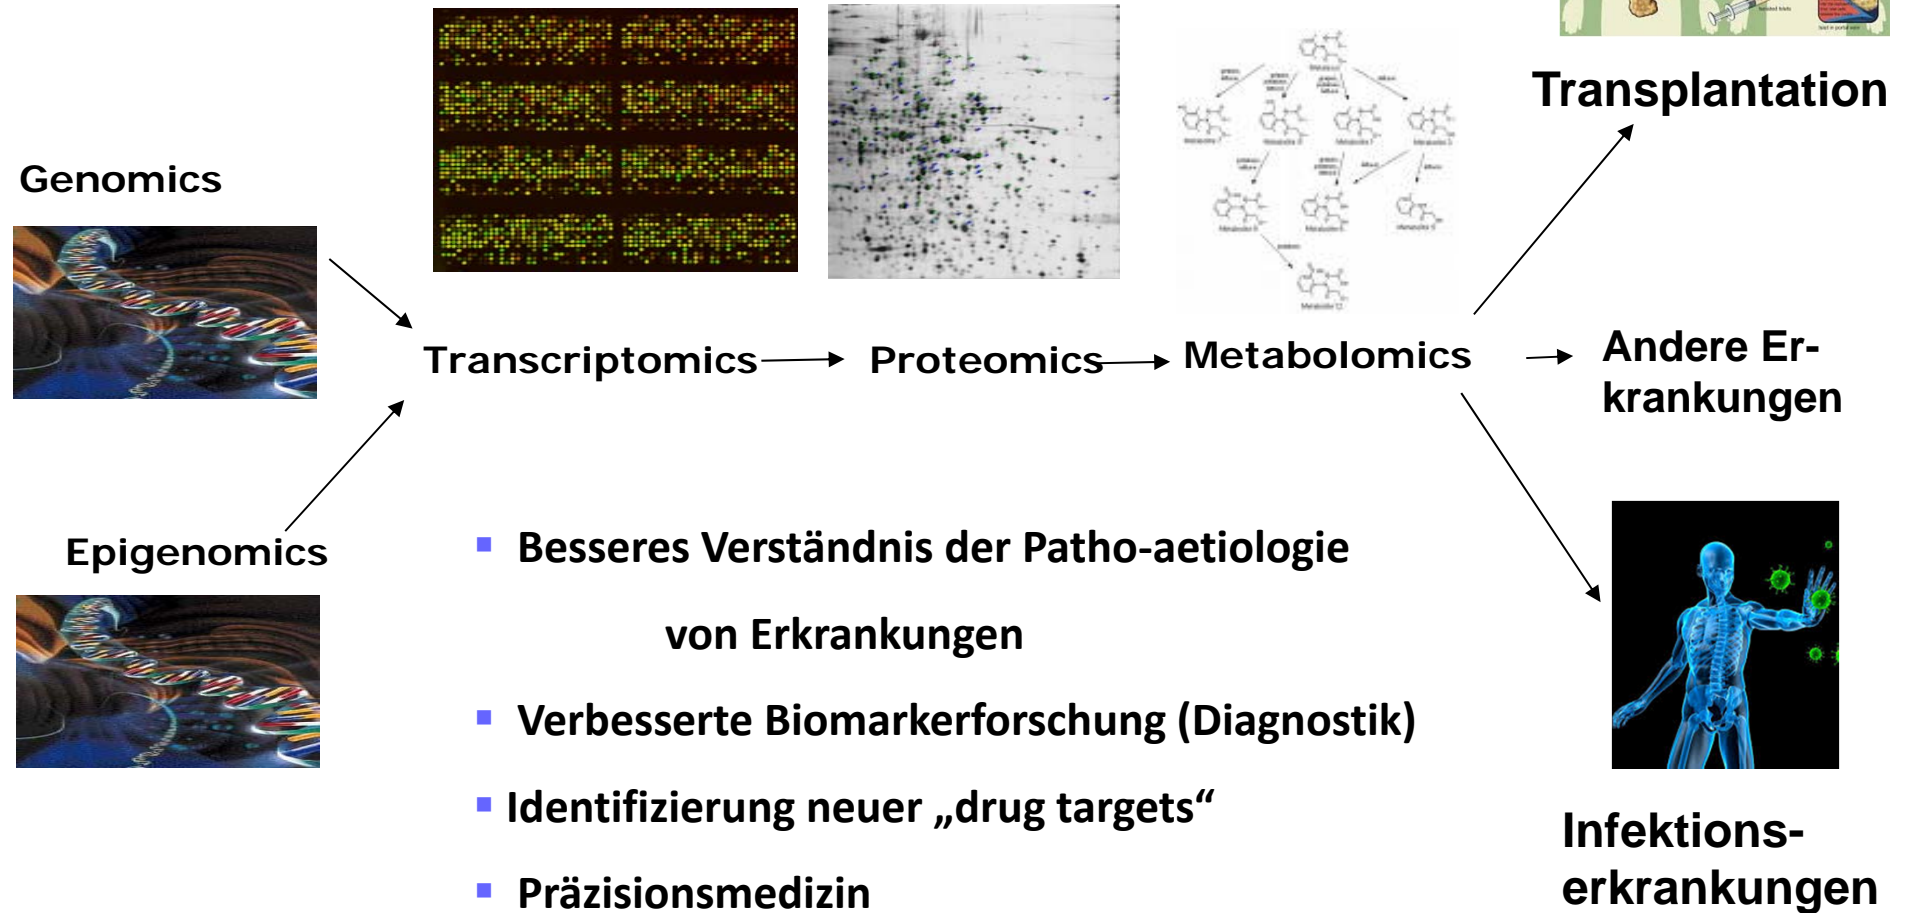 Transplantation
Genomics
Transcriptomics
Proteomics
Metabolomics
Andere Er-
krankungen
Epigenomics
▪ Besseres Verständnis der Patho-aetiologie
von Erkrankungen
▪ Verbesserte Biomarkerforschung (Diagnostik)
▪ Identifizierung neuer „drug targets“
▪ Präzisionsmedizin
Infektions-
erkrankungen